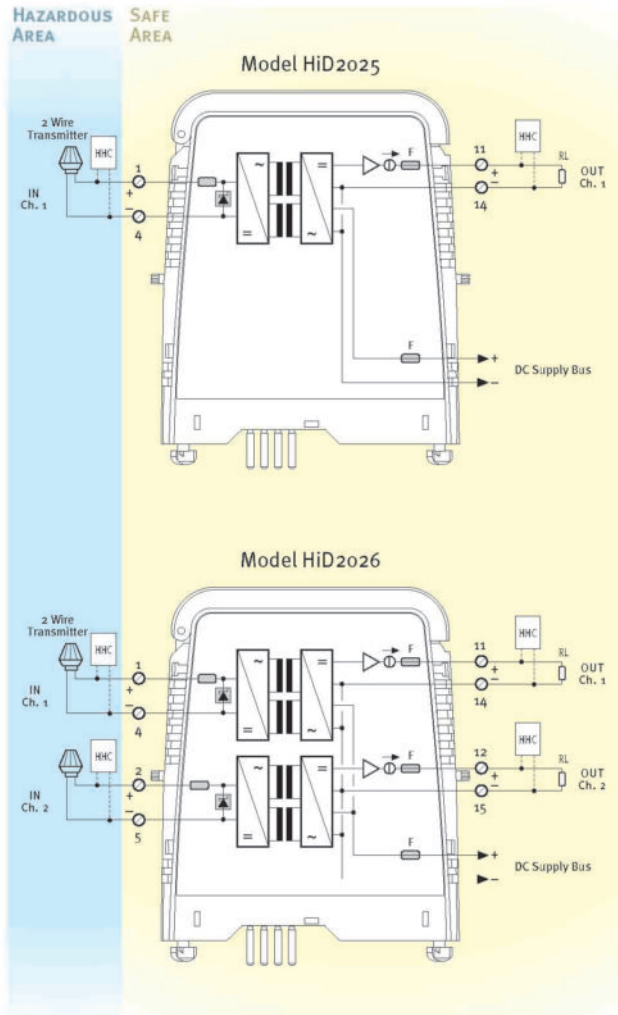 HAZARDOUS AREA
SAFE AREA
Model HiD2025
2 Wire
Transmitter
HHC
IN
Ch. 1
1
+
−
4
~
=
=
~
F
11
+
−
14
HHC
RL
OUT
Ch. 1
F
+
−
DC Supply Bus
Model HiD2026
2 Wire
Transmitter
HHC
IN
Ch. 1
1
+
−
4
~
=
=
~
F
11
+
−
14
HHC
RL
OUT
Ch. 1
HHC
IN
Ch. 2
2
+
−
5
~
=
=
~
F
12
+
−
15
HHC
RL
OUT
Ch. 2
F
+
−
DC Supply Bus